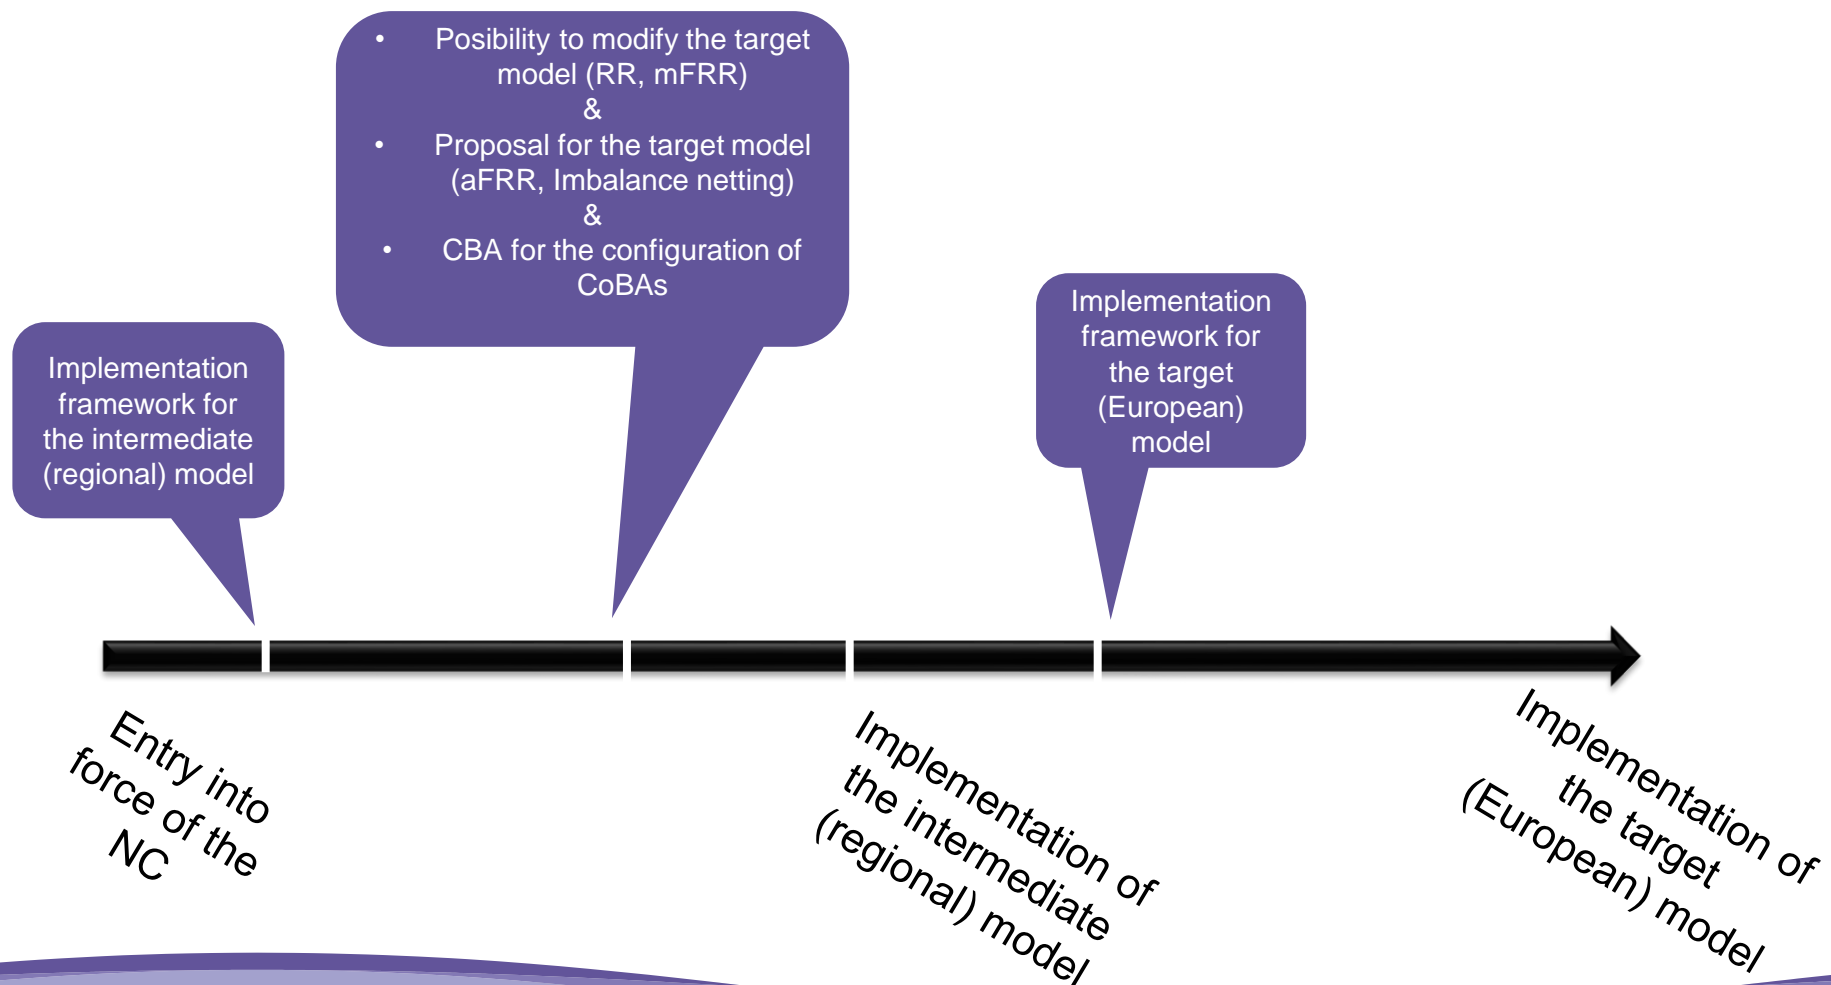 • Posibility to modify the target
model (RR, mFRR)
&
• Proposal for the target model
(aFRR, Imbalance netting)
&
• CBA for the configuration of
CoBAs
Implementation
framework for
the intermediate
(regional) model
Implementation
framework for
the target
(European)
model
Entry into
force of the
NC
Implementation of
the intermediate
(regional) model
Implementation of
the target
(European) model